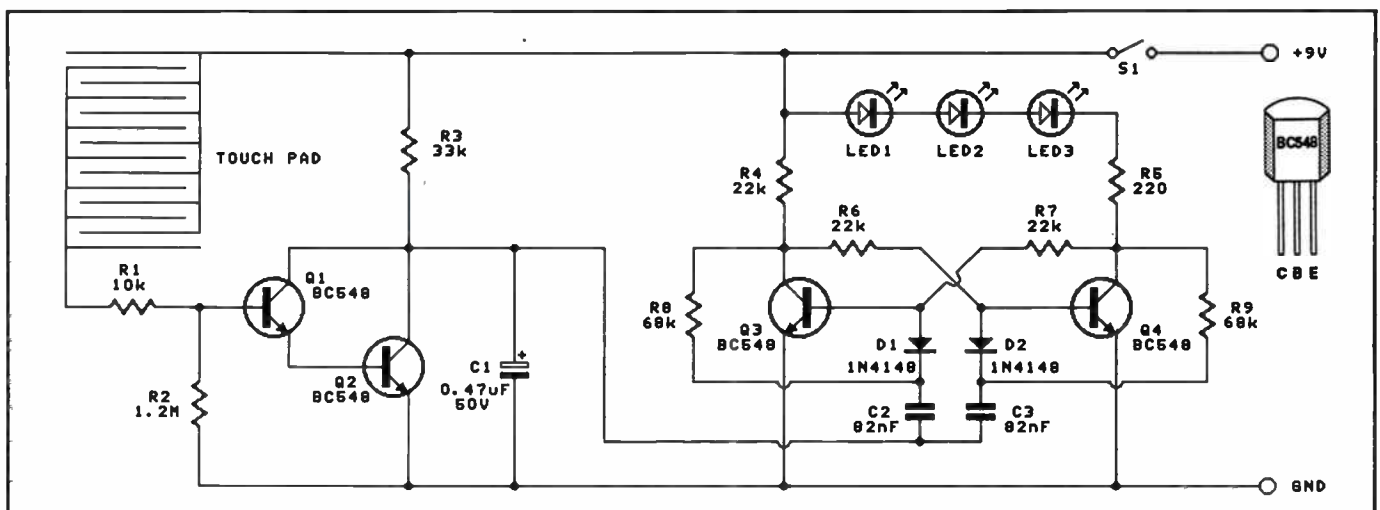 +9V
S1
R3
33k
TOUCH PAD
LED1
LED2
LED3
BC548
R4
22k
R5
220
R6
22k
R7
22k
C B E
R1
10k
Q1
BC548
R8
68k
Q3
BC548
D1
1N4148
D2
1N4148
Q4
BC548
R9
68k
R2
1.2M
Q2
BC548
C1
+
0.47uF
50V
C2
82nF
C3
82nF
GND